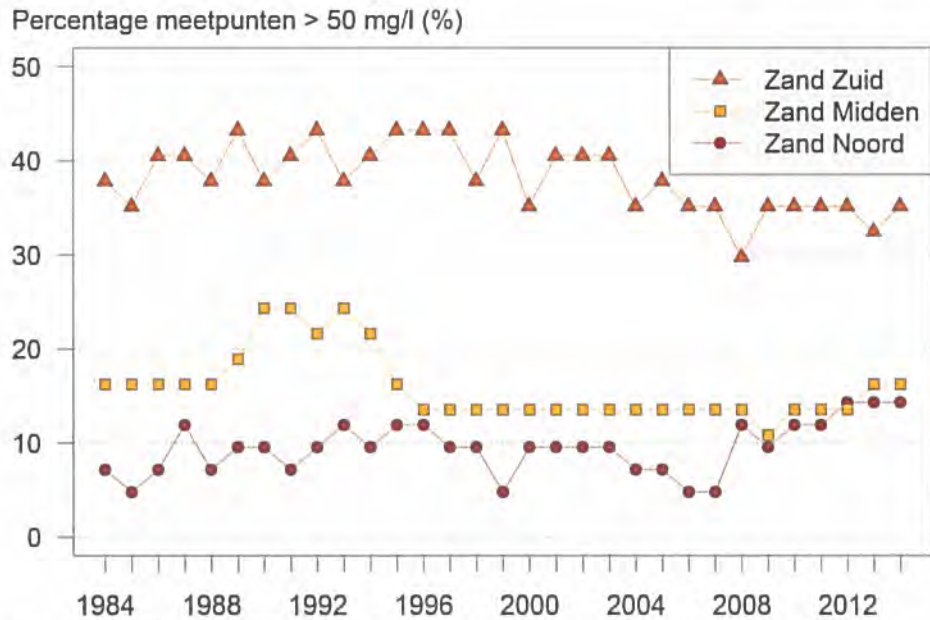 Percentage meetpunten > 50 mg/l (%)
50
40
30
20
10
0
Zand Zuid
Zand Midden
Zand Noord
1984 1988 1992 1996 2000 2004 2008 2012